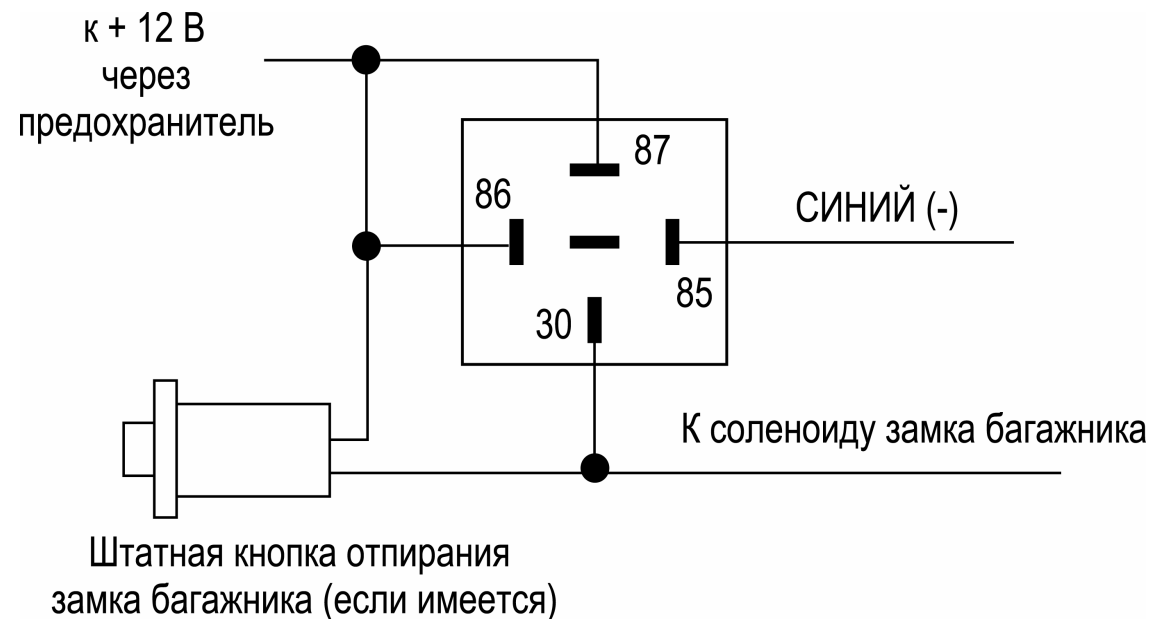 к + 12 В
через
предохранитель
87
86
СИНИЙ (-)
85
30
К соленоиду замка багажника
Штатная кнопка отпирания
замка багажника (если имеется)